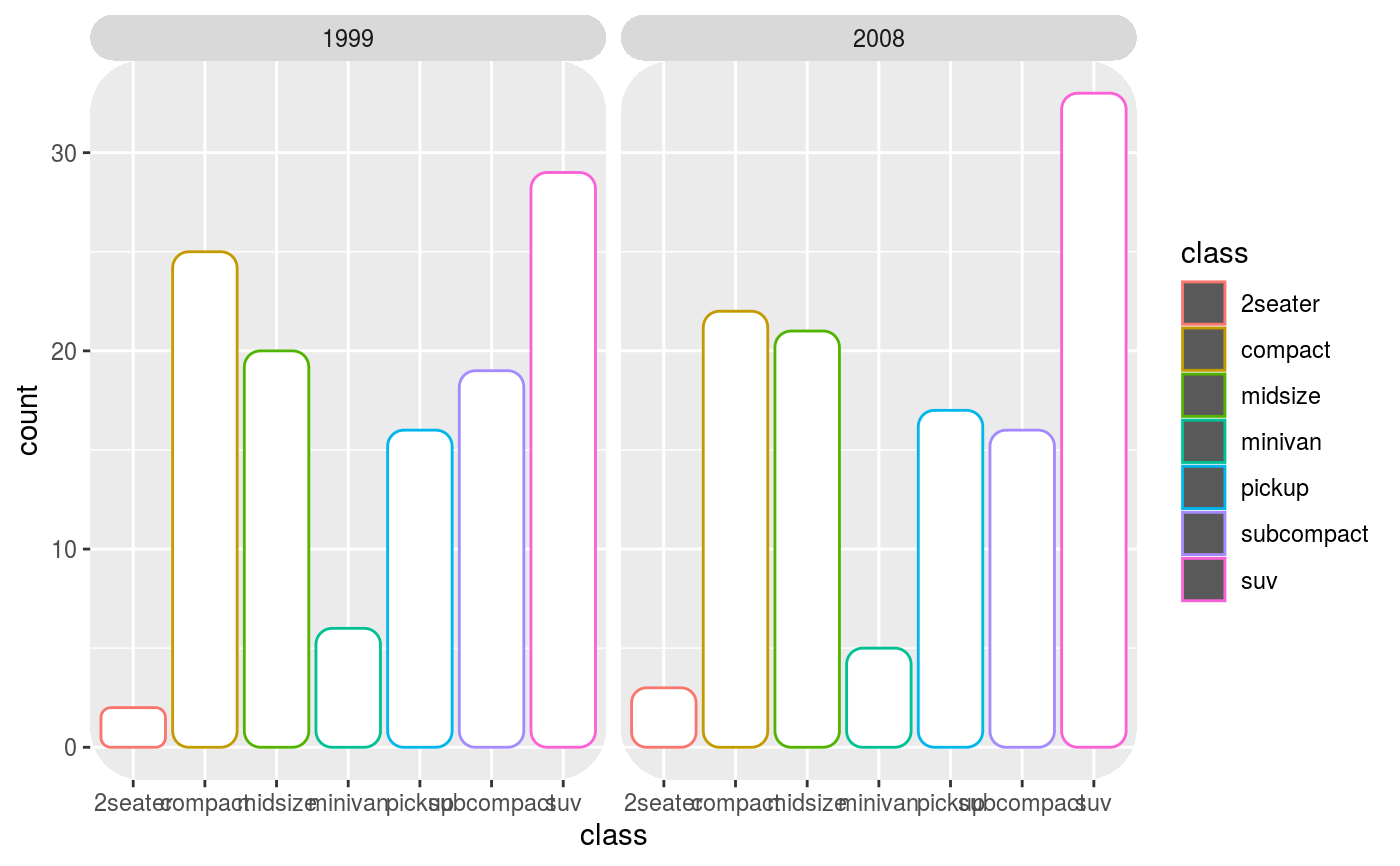 1999 2008
30
20
10
0
count
2seater compact midsize minivan pickup subcompact suv 2seater compact midsize minivan pickup subcompact suv
class
class
2seater
compact
midsize
minivan
pickup
subcompact
suv